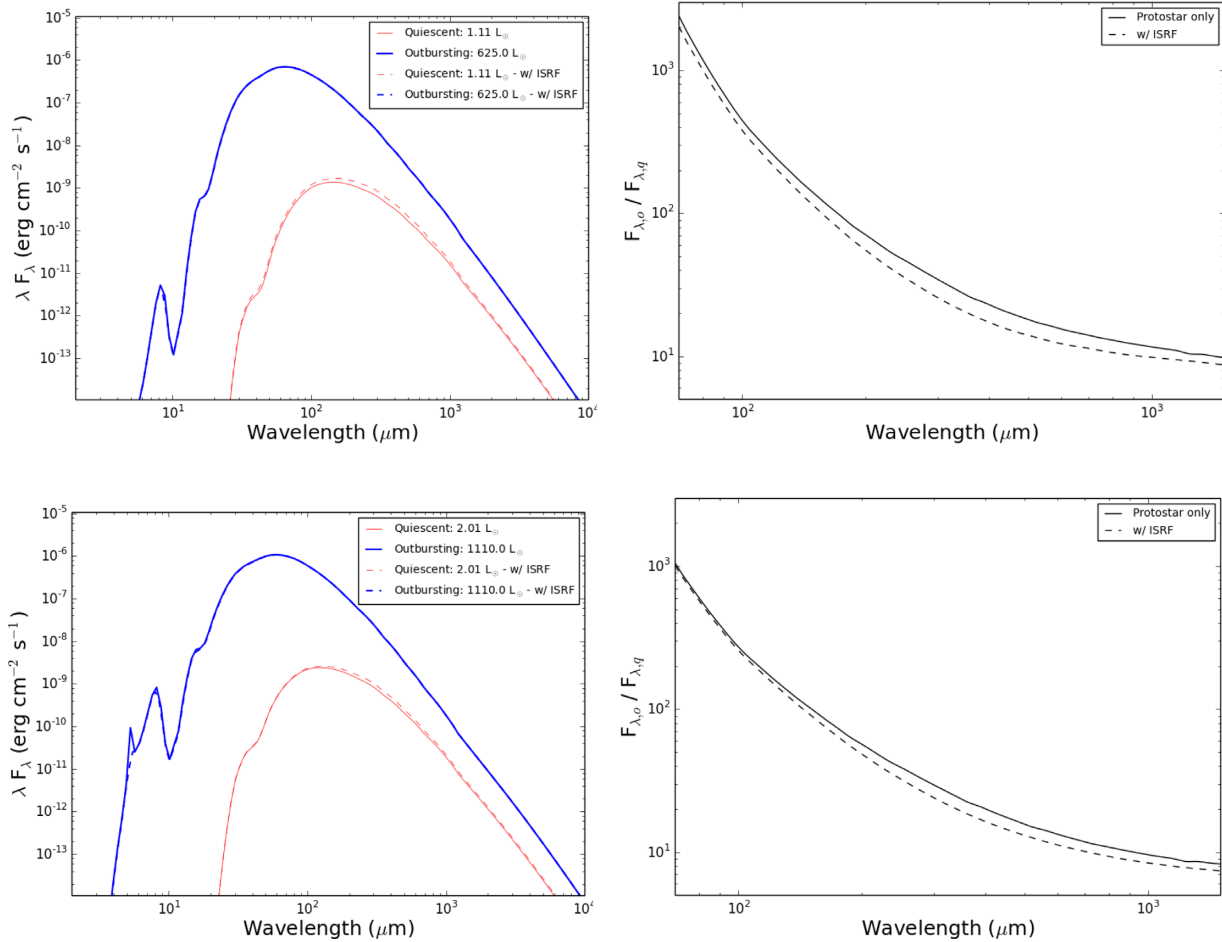 10⁻⁵
10⁻⁶
10⁻⁷
10⁻⁸
10⁻⁹
10⁻¹⁰
10⁻¹¹
10⁻¹²
10⁻¹³
λ F_λ (erg cm⁻² s⁻¹)
Quiescent: 1.11 L_⊙
Outbursting: 625.0 L_⊙
Quiescent: 1.11 L_⊙ - w/ ISRF
Outbursting: 625.0 L_⊙ - w/ ISRF
10¹ 10² 10³ 10⁴
Wavelength (μm)
10³
10²
10¹
F_λ,o / F_λ,q
Protostar only
w/ ISRF
10² 10³
Wavelength (μm)
10⁻⁵
10⁻⁶
10⁻⁷
10⁻⁸
10⁻⁹
10⁻¹⁰
10⁻¹¹
10⁻¹²
10⁻¹³
λ F_λ (erg cm⁻² s⁻¹)
Quiescent: 2.01 L_⊙
Outbursting: 1110.0 L_⊙
Quiescent: 2.01 L_⊙ - w/ ISRF
Outbursting: 1110.0 L_⊙ - w/ ISRF
10¹ 10² 10³ 10⁴
Wavelength (μm)
10³
10²
10¹
F_λ,o / F_λ,q
Protostar only
w/ ISRF
10² 10³
Wavelength (μm)